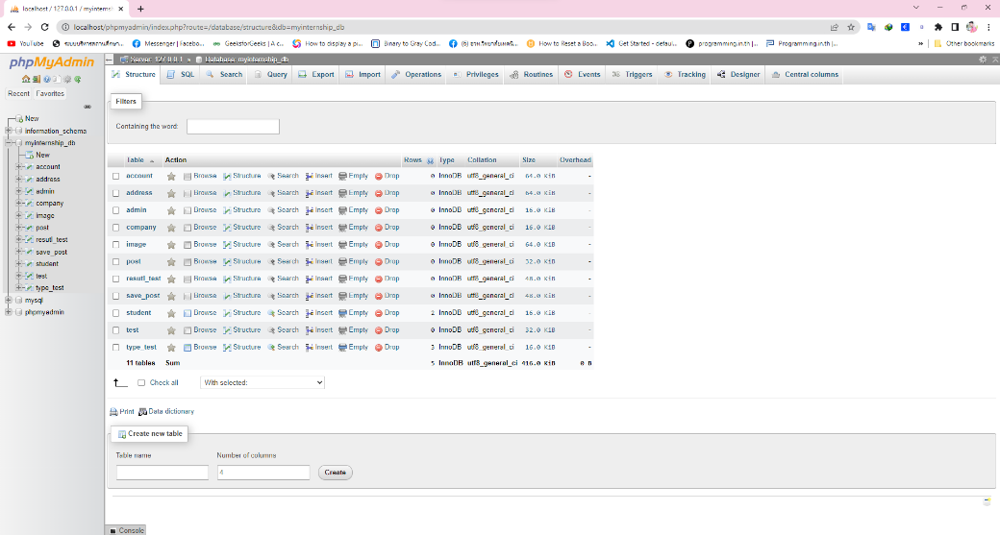 localhost / 127.0.0.1 / myinterns
localhost/phpmyadmin/index.php?route=/database/structure&db=myinternship_db
YouTube
Messenger | Faceboo...
GeeksforGeeks | A c...
How to display a pi...
Binary to Gray Cod...
How to Reset a Boo...
Get Started - defaul...
programming.in.th |...
Programming.in.th |...
»
Other bookmarks
phpMyAdmin
Recent Favorites
New
information_schema
myinternship_db
New
account
address
admin
company
image
post
resutl_test
save_post
student
test
type_test
mysql
phpmyadmin
Server: 127.0.0.1 » Database: myinternship_db
Structure SQL Search Query Export Import Operations Privileges Routines Events Triggers Tracking Designer Central columns
Filters
Containing the word:
Table Action Rows Type Collation Size Overhead
account Browse Structure Search Insert Empty Drop 0 InnoDB utf8_general_ci 64.0 KiB -
address Browse Structure Search Insert Empty Drop 0 InnoDB utf8_general_ci 64.0 KiB -
admin Browse Structure Search Insert Empty Drop 0 InnoDB utf8_general_ci 16.0 KiB -
company Browse Structure Search Insert Empty Drop 0 InnoDB utf8_general_ci 16.0 KiB -
image Browse Structure Search Insert Empty Drop 0 InnoDB utf8_general_ci 64.0 KiB -
post Browse Structure Search Insert Empty Drop 0 InnoDB utf8_general_ci 32.0 KiB -
resutl_test Browse Structure Search Insert Empty Drop 0 InnoDB utf8_general_ci 48.0 KiB -
save_post Browse Structure Search Insert Empty Drop 0 InnoDB utf8_general_ci 48.0 KiB -
student Browse Structure Search Insert Empty Drop 2 InnoDB utf8_general_ci 16.0 KiB -
test Browse Structure Search Insert Empty Drop 0 InnoDB utf8_general_ci 32.0 KiB -
type_test Browse Structure Search Insert Empty Drop 3 InnoDB utf8_general_ci 16.0 KiB -
11 tables Sum 5 InnoDB utf8_general_ci 416.0 KiB 0 B
Check all With selected:
Print Data dictionary
Create new table
Table name Number of columns
4 Create
Console